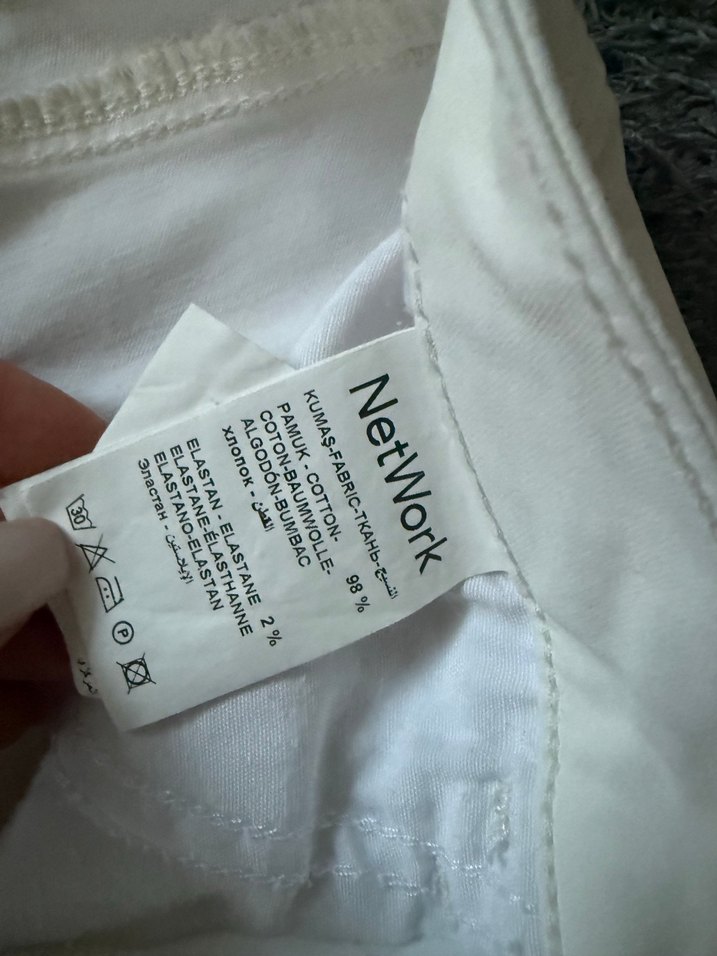 NetWork
KUMAŞ-FABRIC-ТКАНЬ-النسيج
PAMUK - COTTON- 98 %
COTON-BAUMWOLLE-
ALGODÓN-BUMBAC
хлопок - القطن
ELASTAN - ELASTANE 2 %
ELASTANE-ÉLASTHANNE
ELASTANO-ELASTAN
Эластан - الإيلاستين
30
P